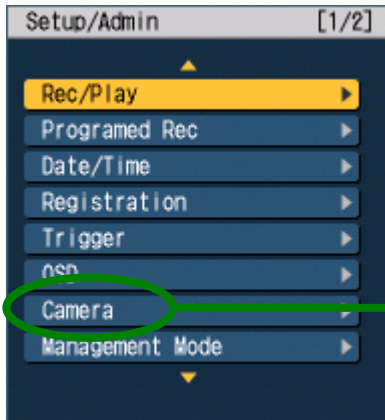 Setup/Admin [1/2]
Rec/Play
Programed Rec
Date/Time
Registration
Trigger
OSD
Camera
Management Mode